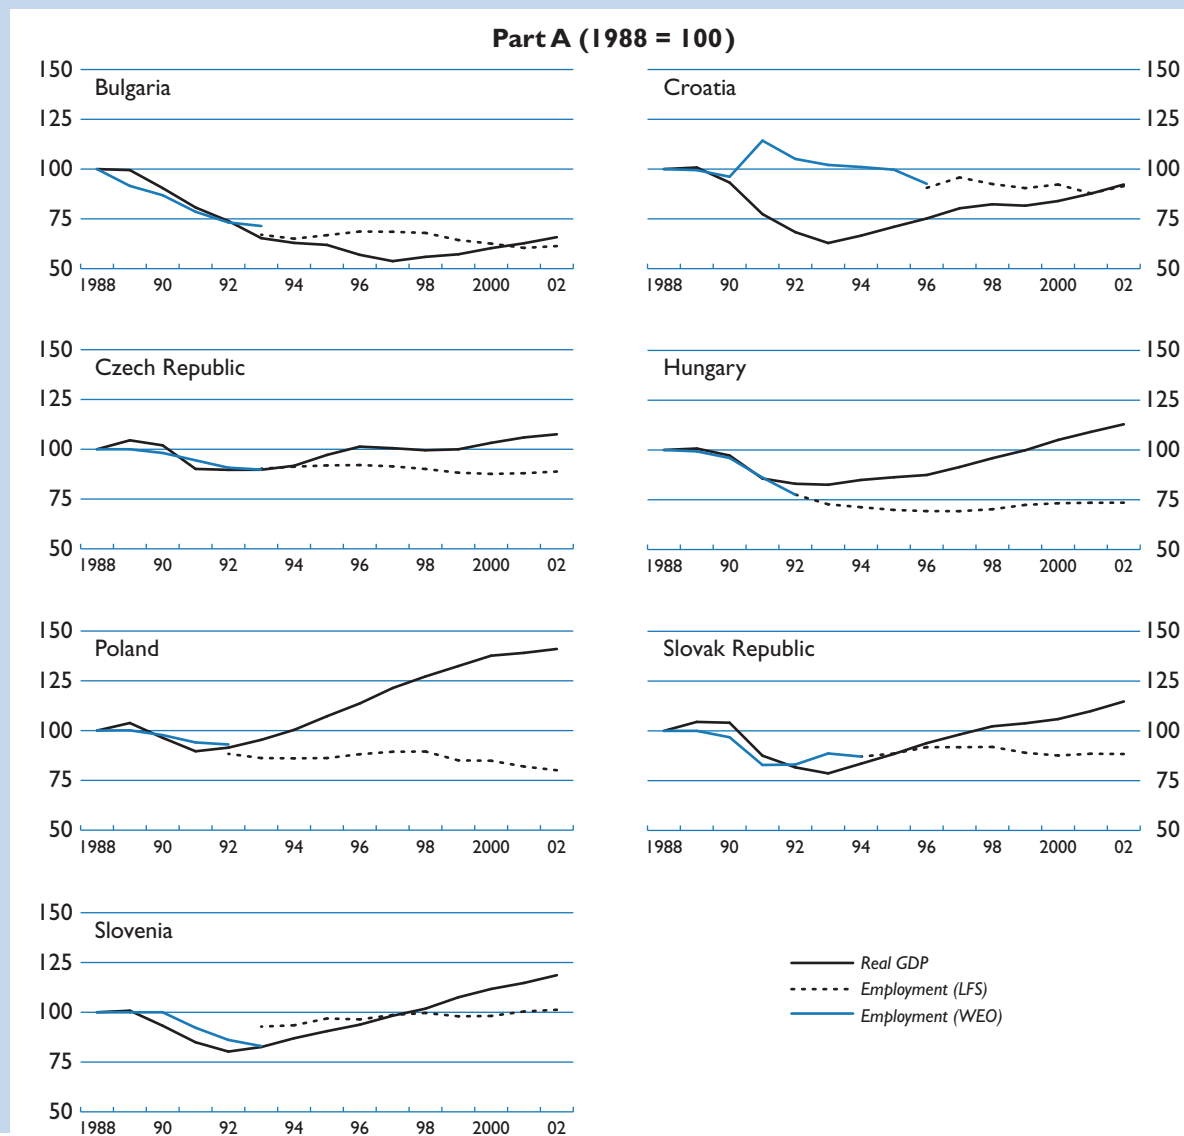 Part A (1988 = 100)
150
Bulgaria
125
100
75
50
1988 90 92 94 96 98 2000 02
150
Croatia
125
100
75
50
1988 90 92 94 96 98 2000 02
150
Czech Republic
125
100
75
50
1988 90 92 94 96 98 2000 02
150
Hungary
125
100
75
50
1988 90 92 94 96 98 2000 02
150
Poland
125
100
75
50
1988 90 92 94 96 98 2000 02
150
Slovak Republic
125
100
75
50
1988 90 92 94 96 98 2000 02
150
Slovenia
125
100
75
50
1988 90 92 94 96 98 2000 02
Real GDP
Employment (LFS)
Employment (WEO)